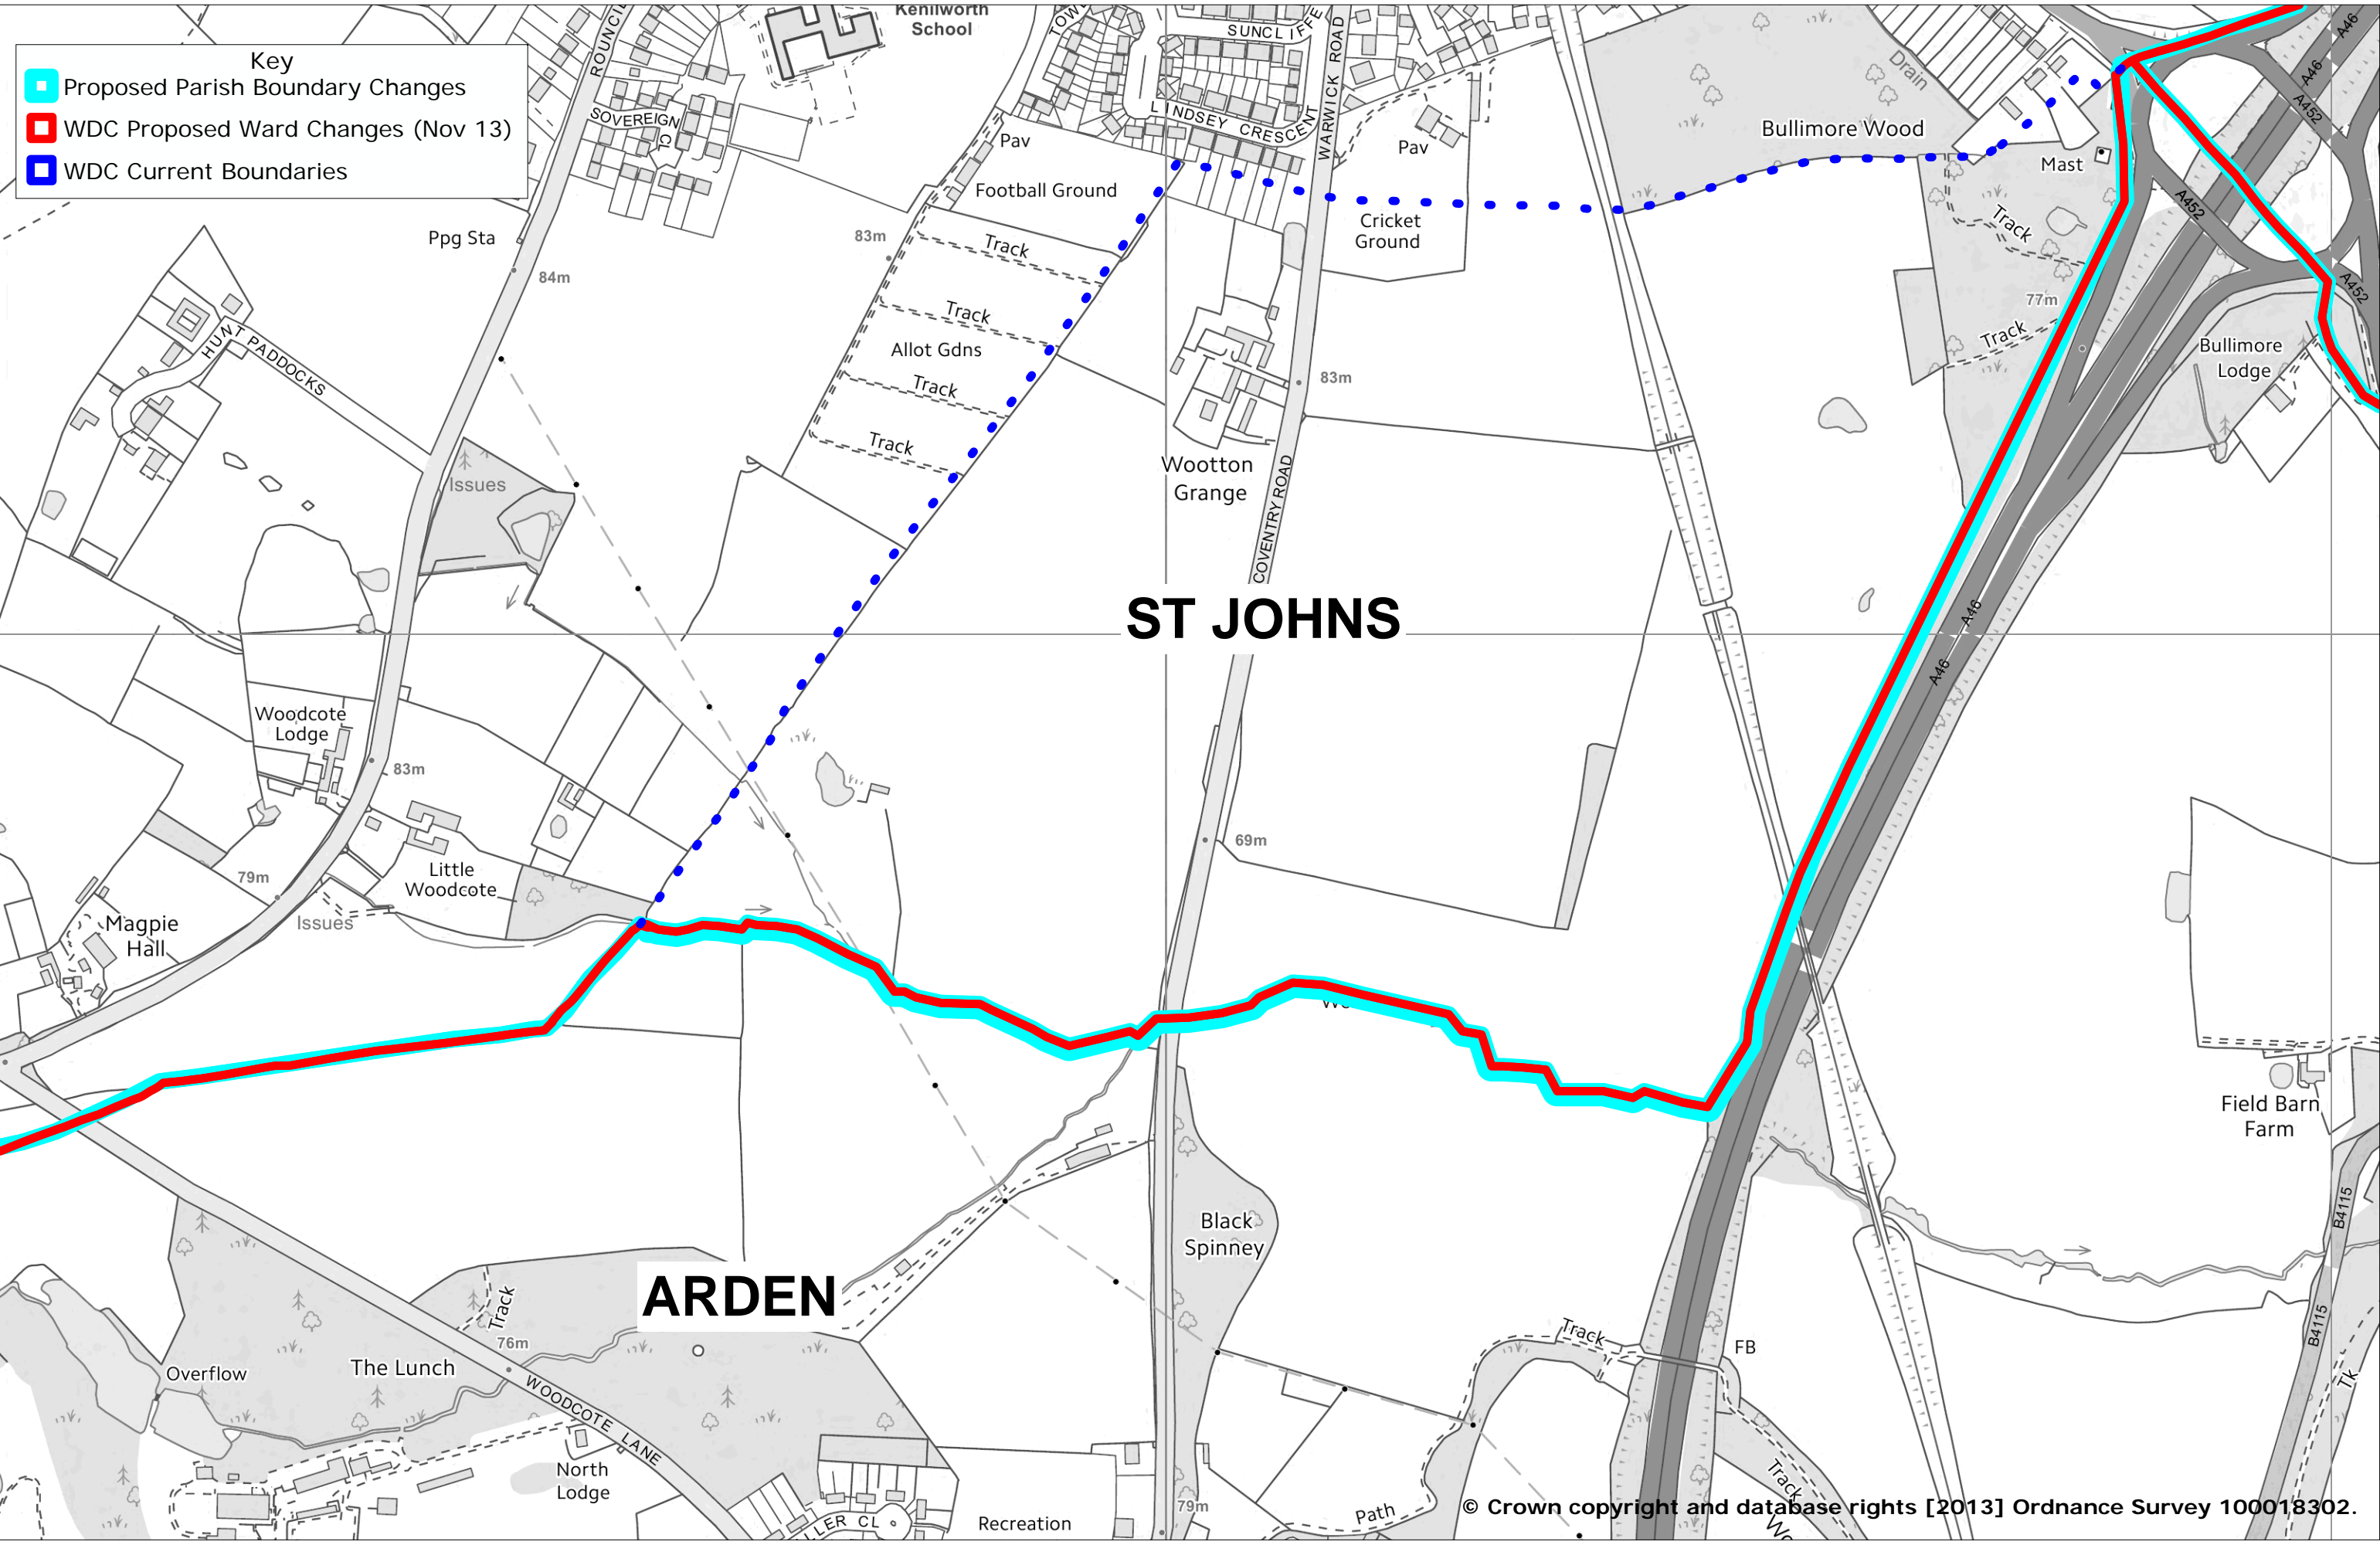 Key
Proposed Parish Boundary Changes
WDC Proposed Ward Changes (Nov 13)
WDC Current Boundaries
Kenilworth
School
SUNCLIFFE
WARWICK ROAD
LINDSEY CRESCENT
SOVEREIGN
CL
Pav
Football Ground
Pav
Cricket
Ground
Drain
Bullimore Wood
Mast
A46
A46
A452
A452
A452
Track
77m
Track
Bullimore
Lodge
Ppg Sta
84m
83m
Track
Track
Allot Gdns
Track
Track
HUNT PADDOCKS
Issues
83m
Wootton
Grange
COVENTRY ROAD
ST JOHNS
A46
A46
Woodcote
Lodge
83m
69m
Little
Woodcote
79m
Issues
Magpie
Hall
Field Barn
Farm
B4115
B4115
Tk
Black
Spinney
ARDEN
Track
76m
The Lunch
Overflow
WOODCOTE LANE
North
Lodge
Track
FB
Track
Path
79m
Recreation
LLER CL
© Crown copyright and database rights [2013] Ordnance Survey 100018302.